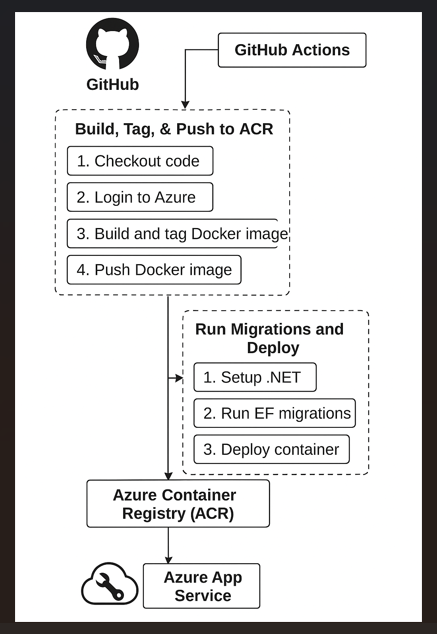 GitHub Actions
GitHub
Build, Tag, & Push to ACR
1. Checkout code
2. Login to Azure
3. Build and tag Docker image
4. Push Docker image
Run Migrations and
Deploy
1. Setup .NET
2. Run EF migrations
3. Deploy container
Azure Container
Registry (ACR)
Azure App
Service